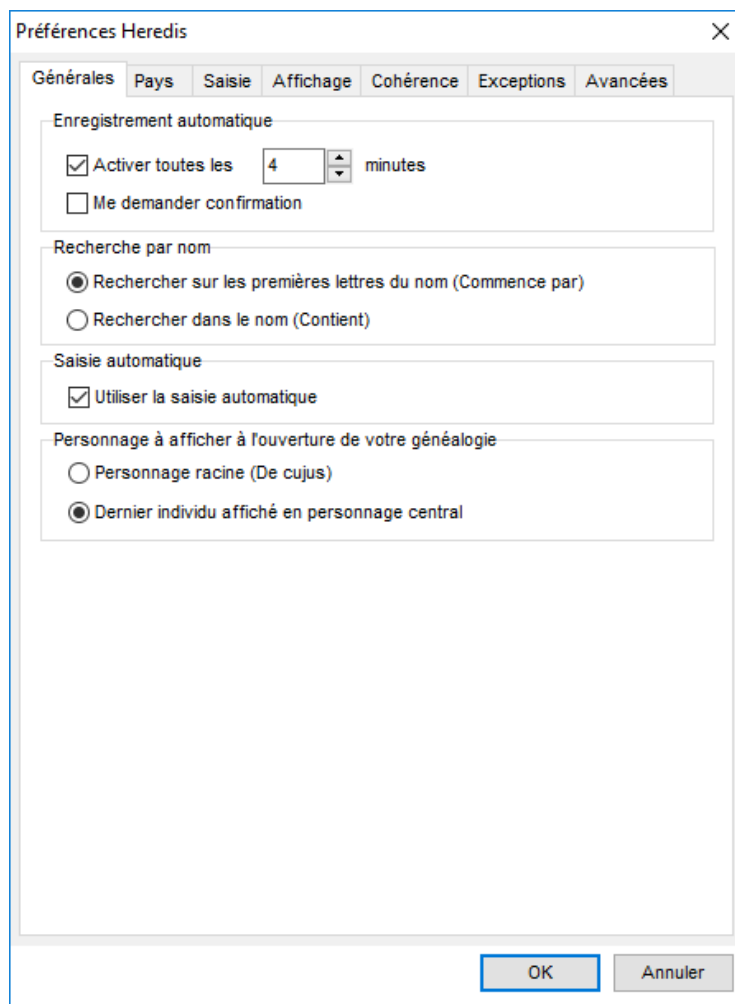 Préférences Heredis
Générales Pays Saisie Affichage Cohérence Exceptions Avancées
Enregistrement automatique
Activer toutes les 4 minutes
Me demander confirmation
Recherche par nom
Rechercher sur les premières lettres du nom (Commence par)
Rechercher dans le nom (Contient)
Saisie automatique
Utiliser la saisie automatique
Personnage à afficher à l'ouverture de votre généalogie
Personnage racine (De cujus)
Dernier individu affiché en personnage central
OK Annuler